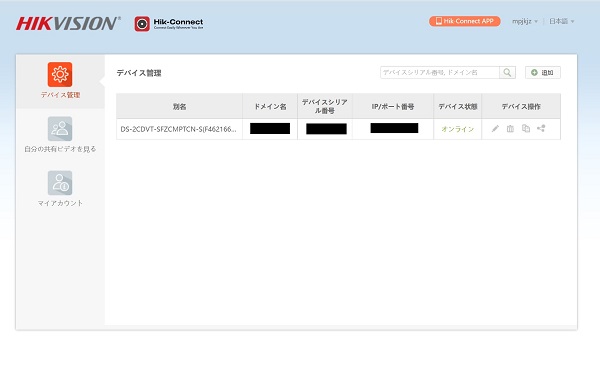 HIKVISION®
Hik-Connect
Connect Easily Wherever You Are
Hik-Connect APP
mpjkjz
日本語
デバイス管理
自分の共有ビデオを見る
マイアカウント
デバイス管理
デバイスシリアル番号, ドメイン名
追加
別名
ドメイン名
デバイスシリアル番号
IP/ポート番号
デバイス状態
デバイス操作
DS-2CDVT-SFZCMPTCN-S(F462166...
オンライン